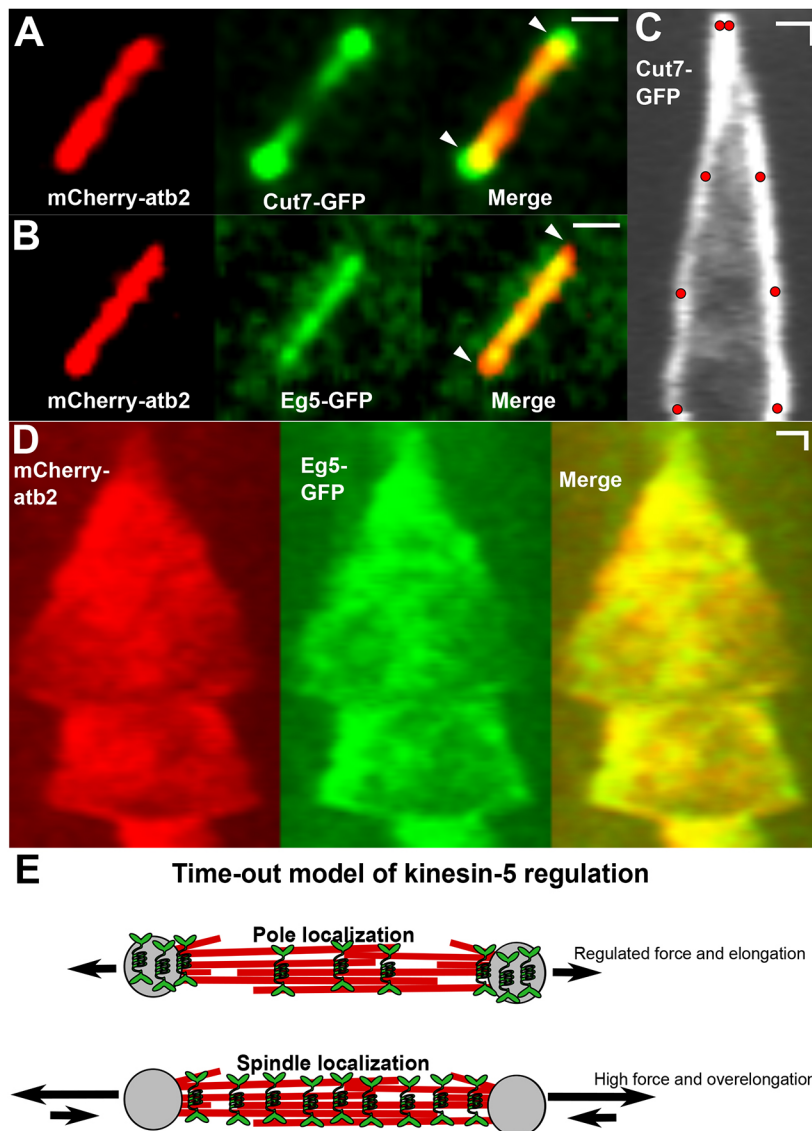 A
mCherry-atb2
Cut7-GFP
Merge
B
mCherry-atb2
Eg5-GFP
Merge
C
Cut7-
GFP
D
mCherry-
atb2
Eg5-
GFP
Merge
E
Time-out model of kinesin-5 regulation
Pole localization
Regulated force and elongation
Spindle localization
High force and overelongation